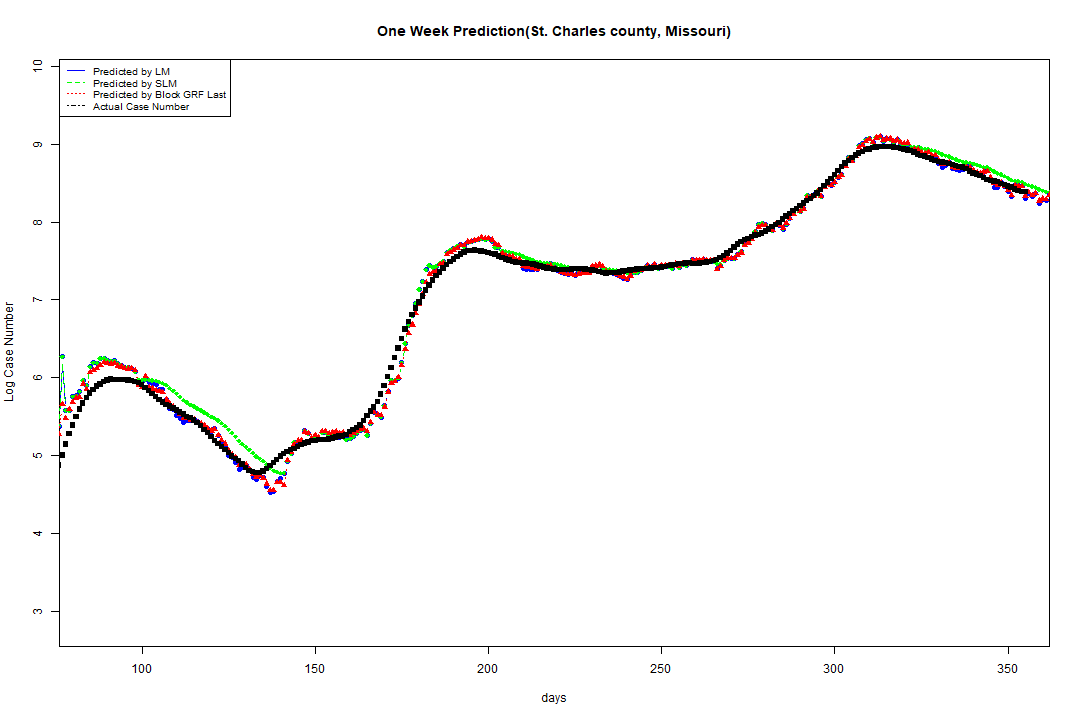 One Week Prediction(St. Charles county, Missouri)
Predicted by LM
Predicted by SLM
Predicted by Block GRF Last
Actual Case Number
10
9
8
7
6
5
4
3
Log Case Number
100 150 200 250 300 350
days